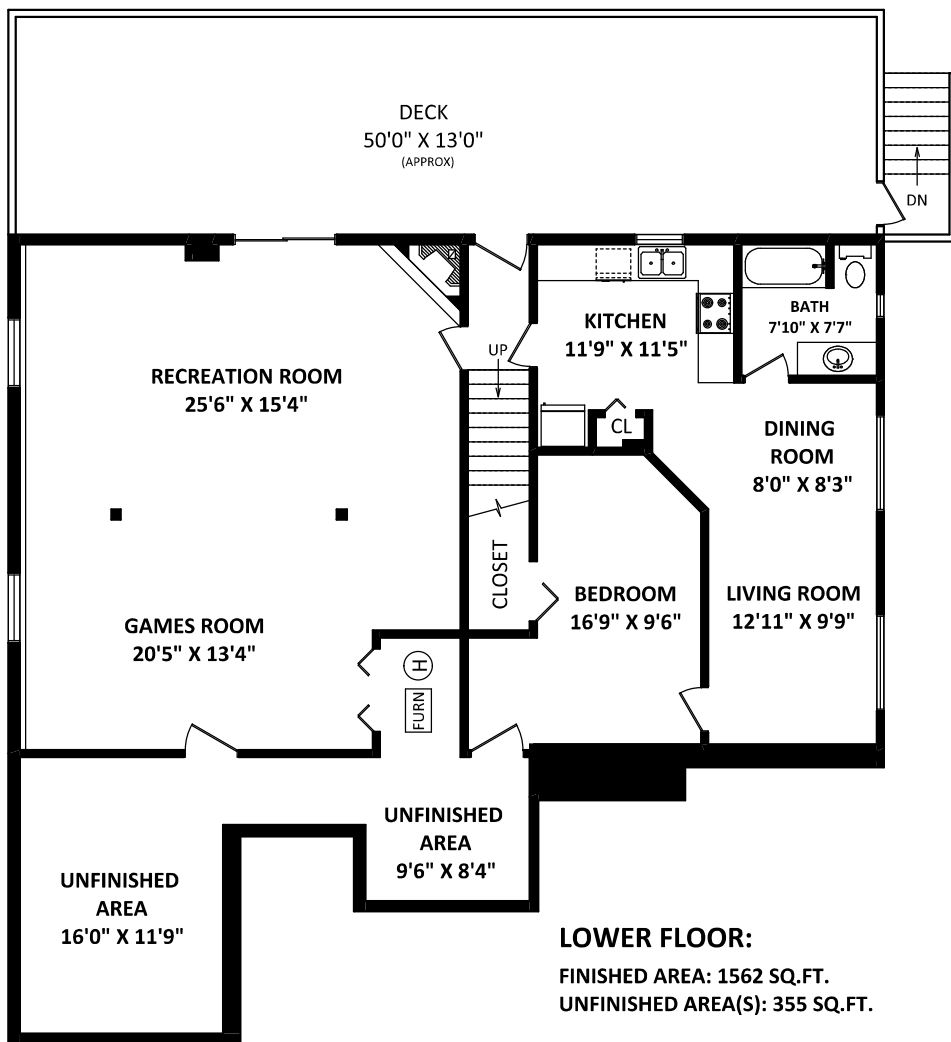 DECK
50'0" X 13'0"
(APPROX)
DN
BATH
7'10" X 7'7"
KITCHEN
11'9" X 11'5"
UP
RECREATION ROOM
25'6" X 15'4"
CL
DINING
ROOM
8'0" X 8'3"
CLOSET
BEDROOM
16'9" X 9'6"
LIVING ROOM
12'11" X 9'9"
GAMES ROOM
20'5" X 13'4"
H
FURN
UNFINISHED
AREA
9'6" X 8'4"
UNFINISHED
AREA
16'0" X 11'9"
LOWER FLOOR:
FINISHED AREA: 1562 SQ.FT.
UNFINISHED AREA(S): 355 SQ.FT.